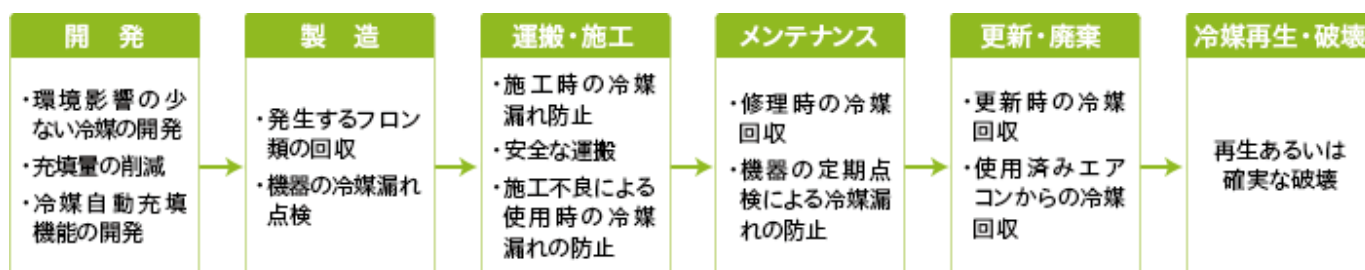 開 発
・環境影響の少
ない冷媒の開発
・充填量の削減
・冷媒自動充填
機能の開発
製 造
・発生するフロン
類の回収
・機器の冷媒漏れ
点検
運搬・施工
・施工時の冷媒
漏れ防止
・安全な運搬
・施工不良による
使用時の冷媒
漏れの防止
メンテナンス
・修理時の冷媒
回収
・機器の定期点
検による冷媒漏
れの防止
更新・廃棄
・更新時の冷媒
回収
・使用済みエア
コンからの冷媒
回収
冷媒再生・破壊
再生あるいは
確実な破壊